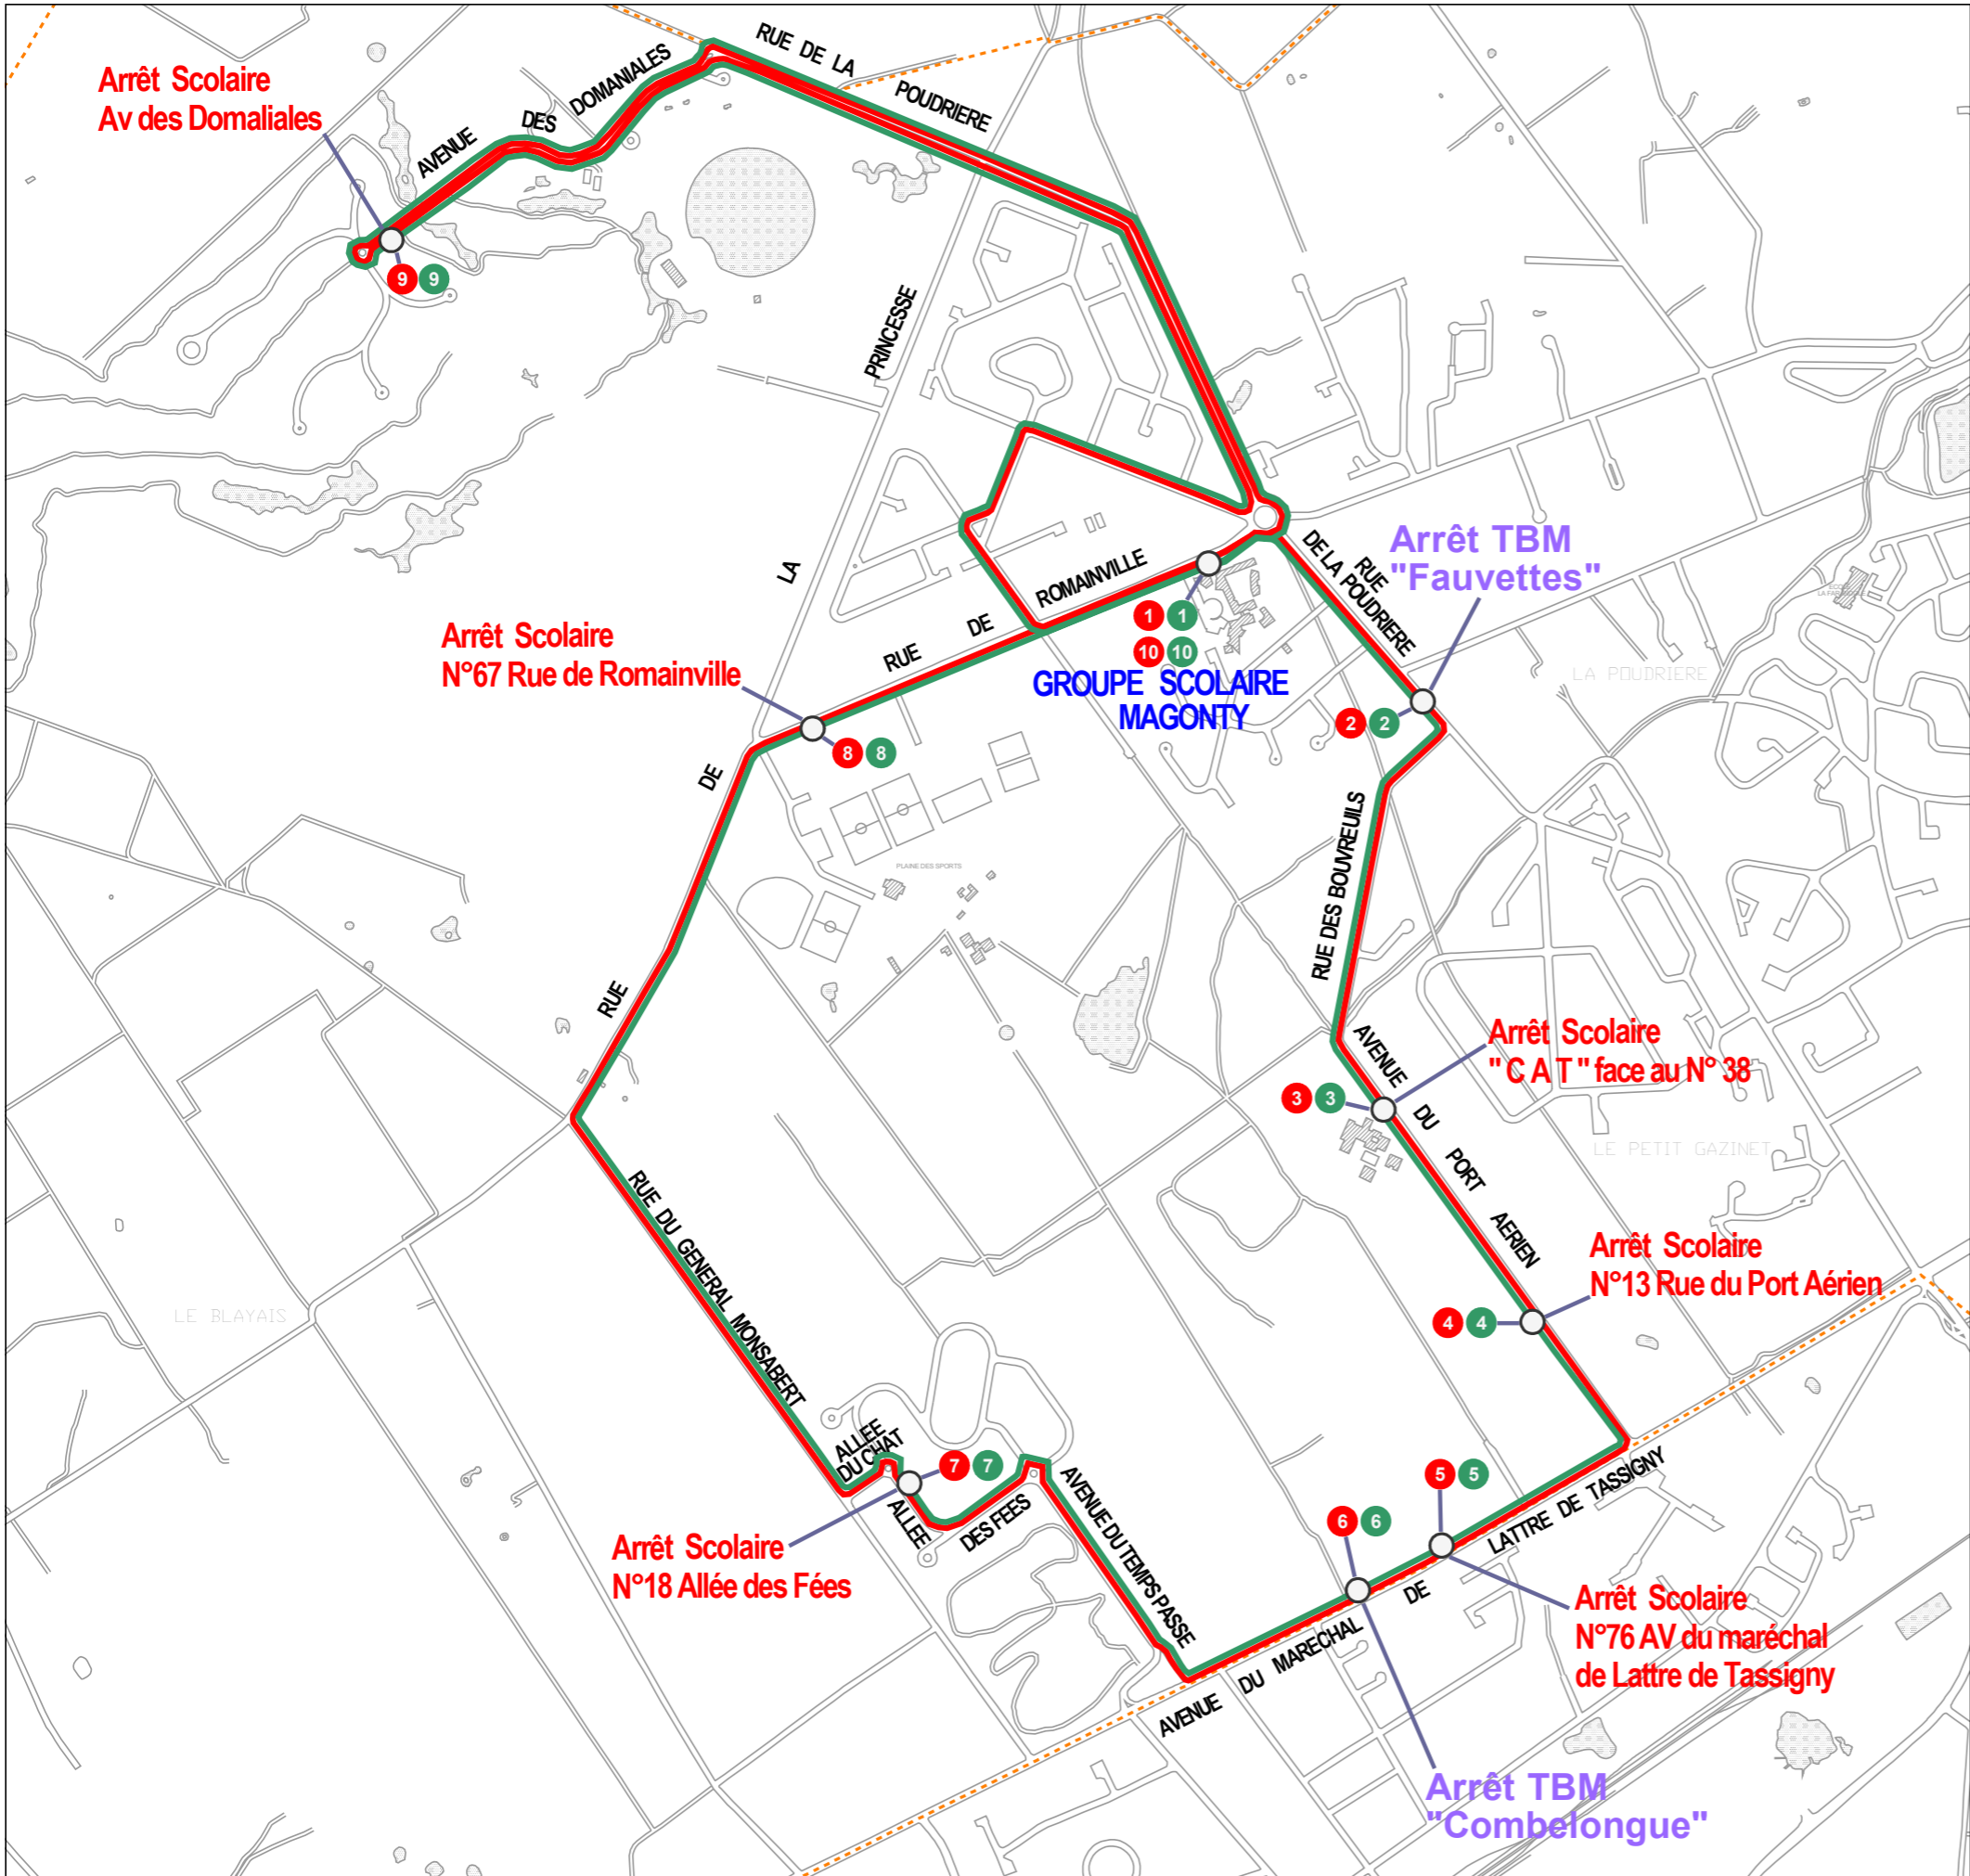 RUE DE LA
POUDRIERE
Arrêt Scolaire
Av des Domaliales
AVENUE
DES
DOMANIALES
9 9
PRINCESSE
LA
DE
RUE
Arrêt TBM
"Fauvettes"
RUE
DE LA POUDRIERE
ROMAINVILLE
DE
RUE
1 1
10 10
GROUPE SCOLAIRE
MAGONTY
Arrêt Scolaire
N°67 Rue de Romainville
8 8
2 2
LA POUDRIERE
PLAINE DES SPORTS
RUE DES BOUVREUILS
Arrêt Scolaire
" C A T " face au N° 38
3 3
AVENUE
DU
PORT
AERIEN
LE PETIT GAZINET
Arrêt Scolaire
N°13 Rue du Port Aérien
4 4
LE BLAYAIS
RUE DU GENERAL MONSABERT
ALLEE
DU CHAT
7 7
ALLEE
DES FEES
AVENUE DU TEMPS PASSE
5 5
6 6
Arrêt Scolaire
N°18 Allée des Fées
AVENUE
DU MARECHAL
DE
LATTRE DE TASSIGNY
Arrêt Scolaire
N°76 AV du maréchal
de Lattre de Tassigny
Arrêt TBM
"Combelongue"